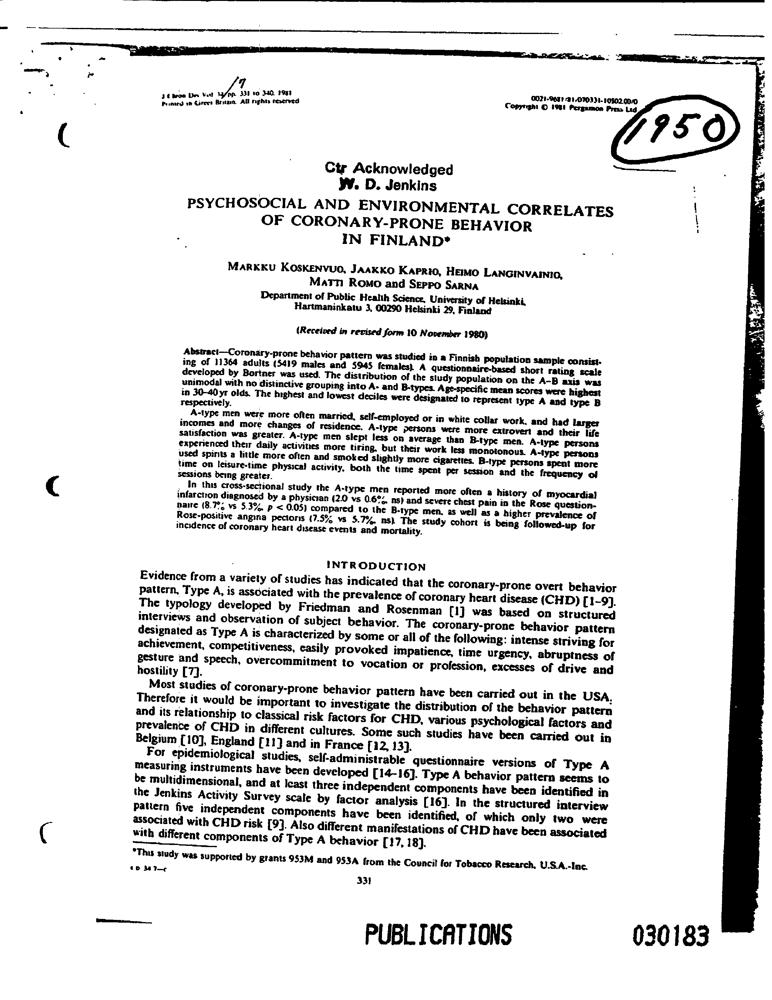 7
J Chron Dis Vol 34, pp. 331 to 340, 1981
Printed in Great Britain. All rights reserved
0021-9681/81/070331-10$02.00/0
Copyright © 1981 Pergamon Press Ltd
1950
Ctr Acknowledged
W. D. Jenkins
PSYCHOSOCIAL AND ENVIRONMENTAL CORRELATES
OF CORONARY-PRONE BEHAVIOR
IN FINLAND*
MARKKU KOSKENVUO, JAAKKO KAPRIO, HEIMO LANGINVAINIO,
MATTI ROMO and SEPPO SARNA
Department of Public Health Science, University of Helsinki,
Hartmaninkatu 3, 00290 Helsinki 29, Finland
(Received in revised form 10 November 1980)
Abstract—Coronary-prone behavior pattern was studied in a Finnish population sample consist-
ing of 11364 adults (5419 males and 5945 females). A questionnaire-based short rating scale
developed by Bortner was used. The distribution of the study population on the A–B axis was
unimodal with no distinctive grouping into A- and B-types. Age-specific mean scores were highest
in 30-40 yr olds. The highest and lowest deciles were designated to represent type A and type B
respectively.
A-type men were more often married, self-employed or in white collar work, and had larger
incomes and more changes of residence. A-type persons were more extrovert and their life
satisfaction was greater. A-type men slept less on average than B-type men. A-type persons
experienced their daily activities more tiring, but their work less monotonous. A-type persons
used spirits a little more often and smoked slightly more cigarettes. B-type persons spent more
time on leisure-time physical activity, both the time spent per session and the frequency of
sessions being greater.
In this cross-sectional study the A-type men reported more often a history of myocardial
infarction diagnosed by a physician (2.0 vs 0.6%, ns) and severe chest pain in the Rose question-
naire (8.7% vs 5.3%, p < 0.05) compared to the B-type men, as well as a higher prevalence of
Rose-positive angina pectoris (7.5% vs 5.7%, ns). The study cohort is being followed-up for
incidence of coronary heart disease events and mortality.
INTRODUCTION
Evidence from a variety of studies has indicated that the coronary-prone overt behavior
pattern, Type A, is associated with the prevalence of coronary heart disease (CHD) [1–9].
The typology developed by Friedman and Rosenman [1] was based on structured
interviews and observation of subject behavior. The coronary-prone behavior pattern
designated as Type A is characterized by some or all of the following: intense striving for
achievement, competitiveness, easily provoked impatience, time urgency, abruptness of
gesture and speech, overcommitment to vocation or profession, excesses of drive and
hostility [7].
Most studies of coronary-prone behavior pattern have been carried out in the USA.
Therefore it would be important to investigate the distribution of the behavior pattern
and its relationship to classical risk factors for CHD, various psychological factors and
prevalence of CHD in different cultures. Some such studies have been carried out in
Belgium [10], England [11] and in France [12, 13].
For epidemiological studies, self-administrable questionnaire versions of Type A
measuring instruments have been developed [14–16]. Type A behavior pattern seems to
be multidimensional, and at least three independent components have been identified in
the Jenkins Activity Survey scale by factor analysis [16]. In the structured interview
pattern five independent components have been identified, of which only two were
associated with CHD risk [9]. Also different manifestations of CHD have been associated
with different components of Type A behavior [17, 18].
*This study was supported by grants 953M and 953A from the Council for Tobacco Research, U.S.A.-Inc.
331
PUBLICATIONS
030183